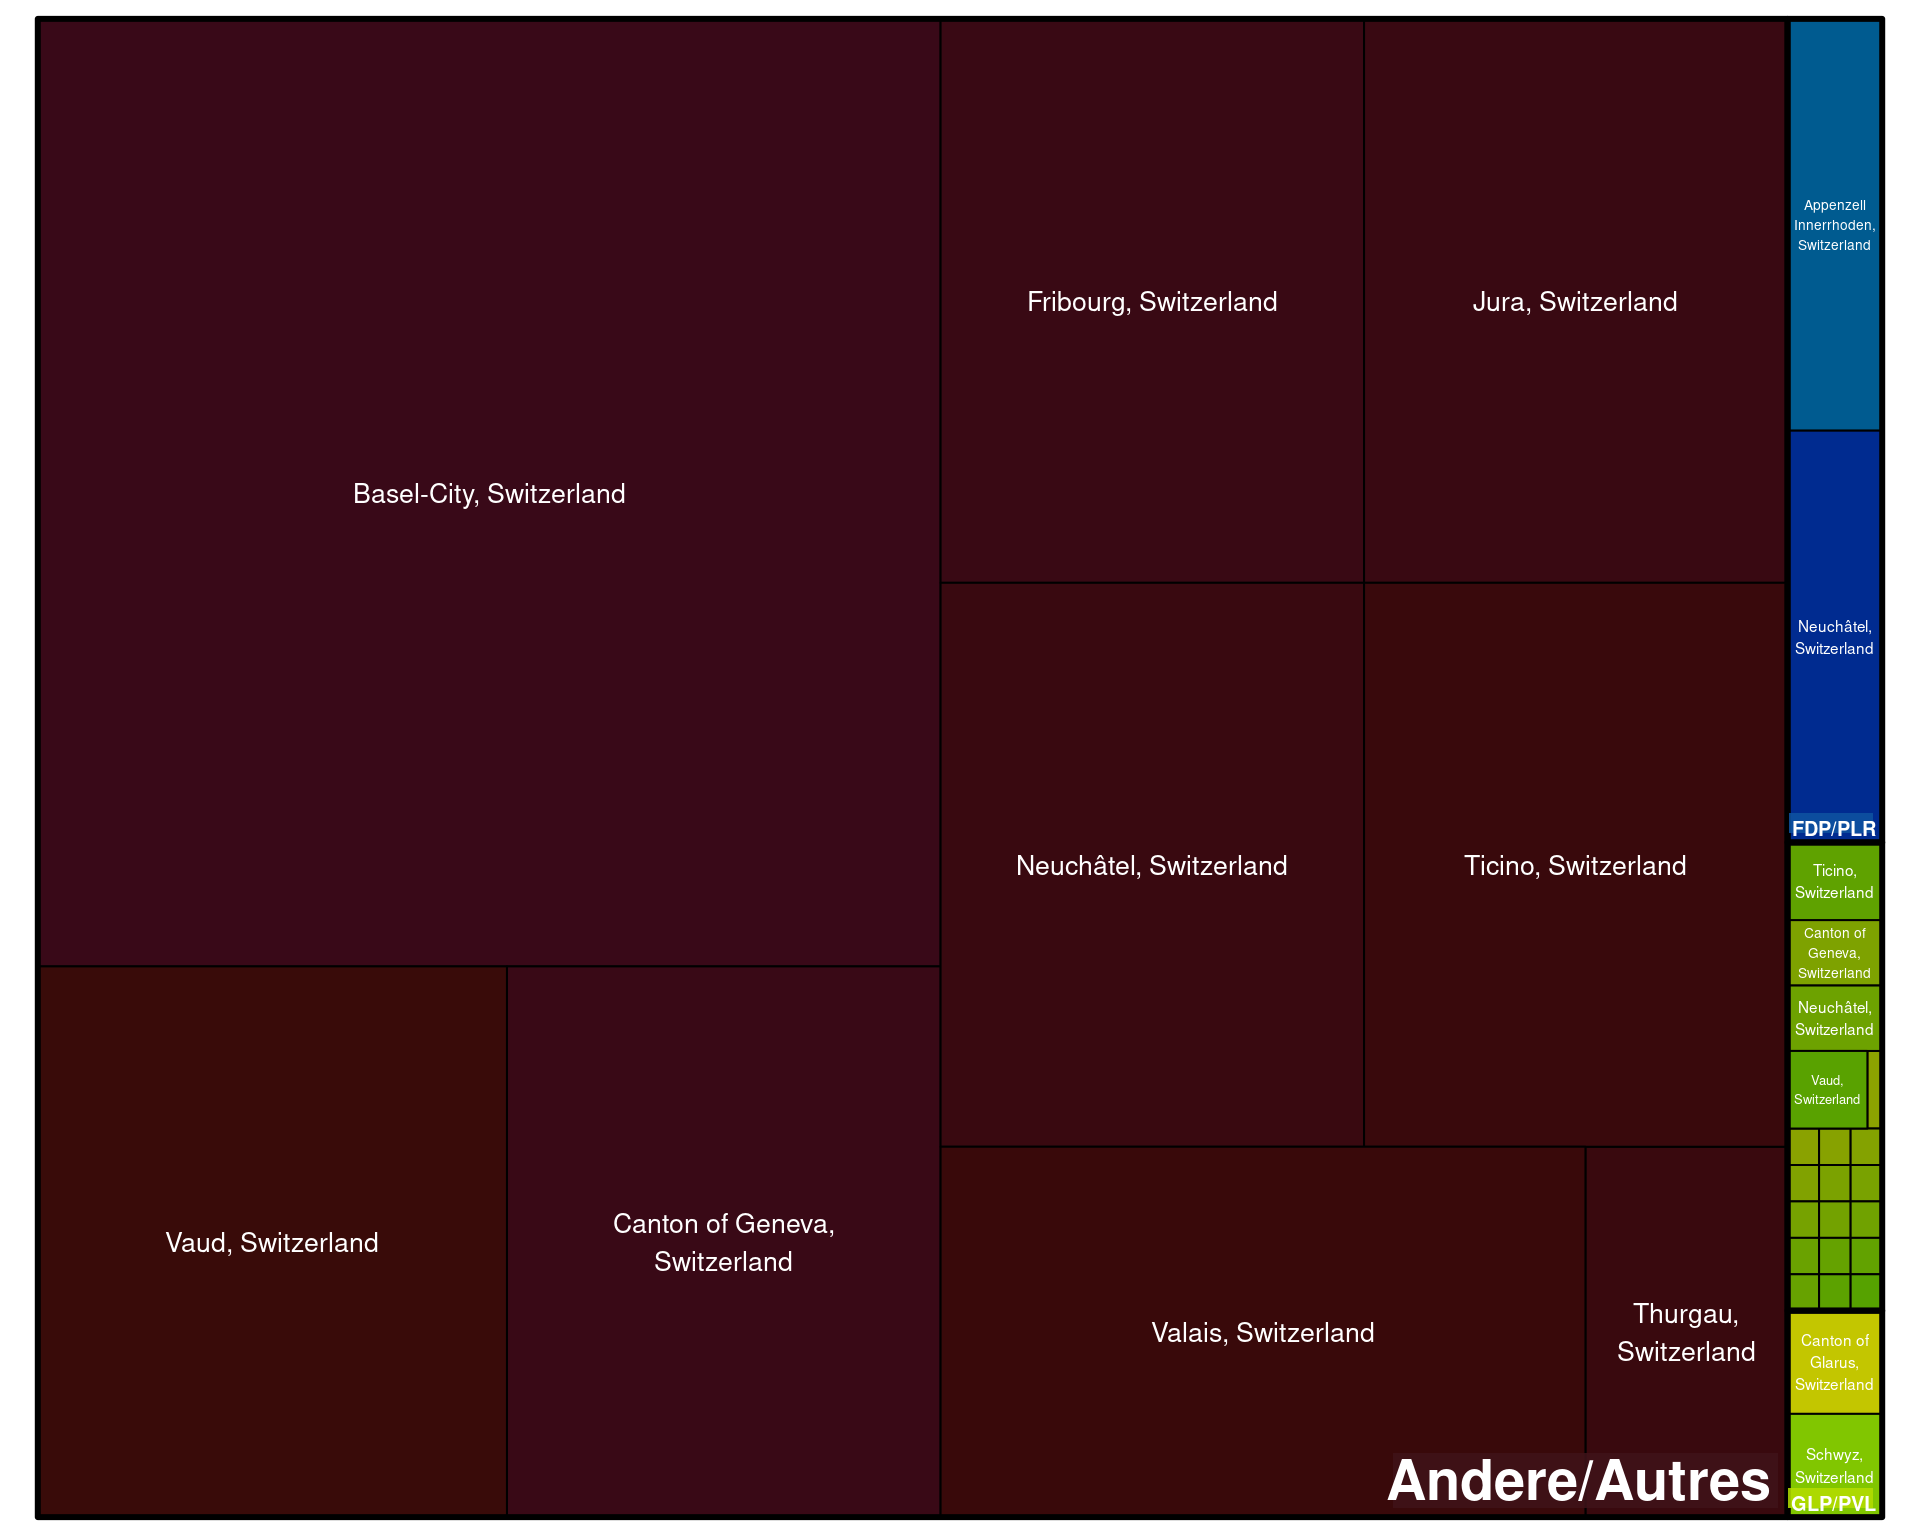 Basel-City, Switzerland
Fribourg, Switzerland
Jura, Switzerland
Neuchâtel, Switzerland
Ticino, Switzerland
Vaud, Switzerland
Canton of Geneva,
Switzerland
Valais, Switzerland
Thurgau,
Switzerland
Andere/Autres
Appenzell
Innerrhoden,
Switzerland
Neuchâtel,
Switzerland
FDP/PLR
Ticino,
Switzerland
Canton of
Geneva,
Switzerland
Neuchâtel,
Switzerland
Vaud,
Switzerland
Canton of
Glarus,
Switzerland
Schwyz,
Switzerland
GLP/PVL